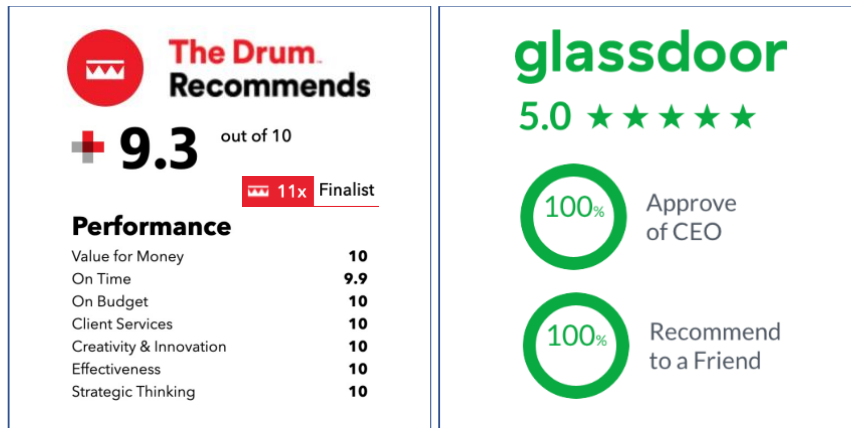 The Drum™
Recommends
+ 9.3 out of 10
11x Finalist
Performance
Value for Money 10
On Time 9.9
On Budget 10
Client Services 10
Creativity & Innovation 10
Effectiveness 10
Strategic Thinking 10
glassdoor
5.0 ★ ★ ★ ★ ★
100% Approve
of CEO
100% Recommend
to a Friend